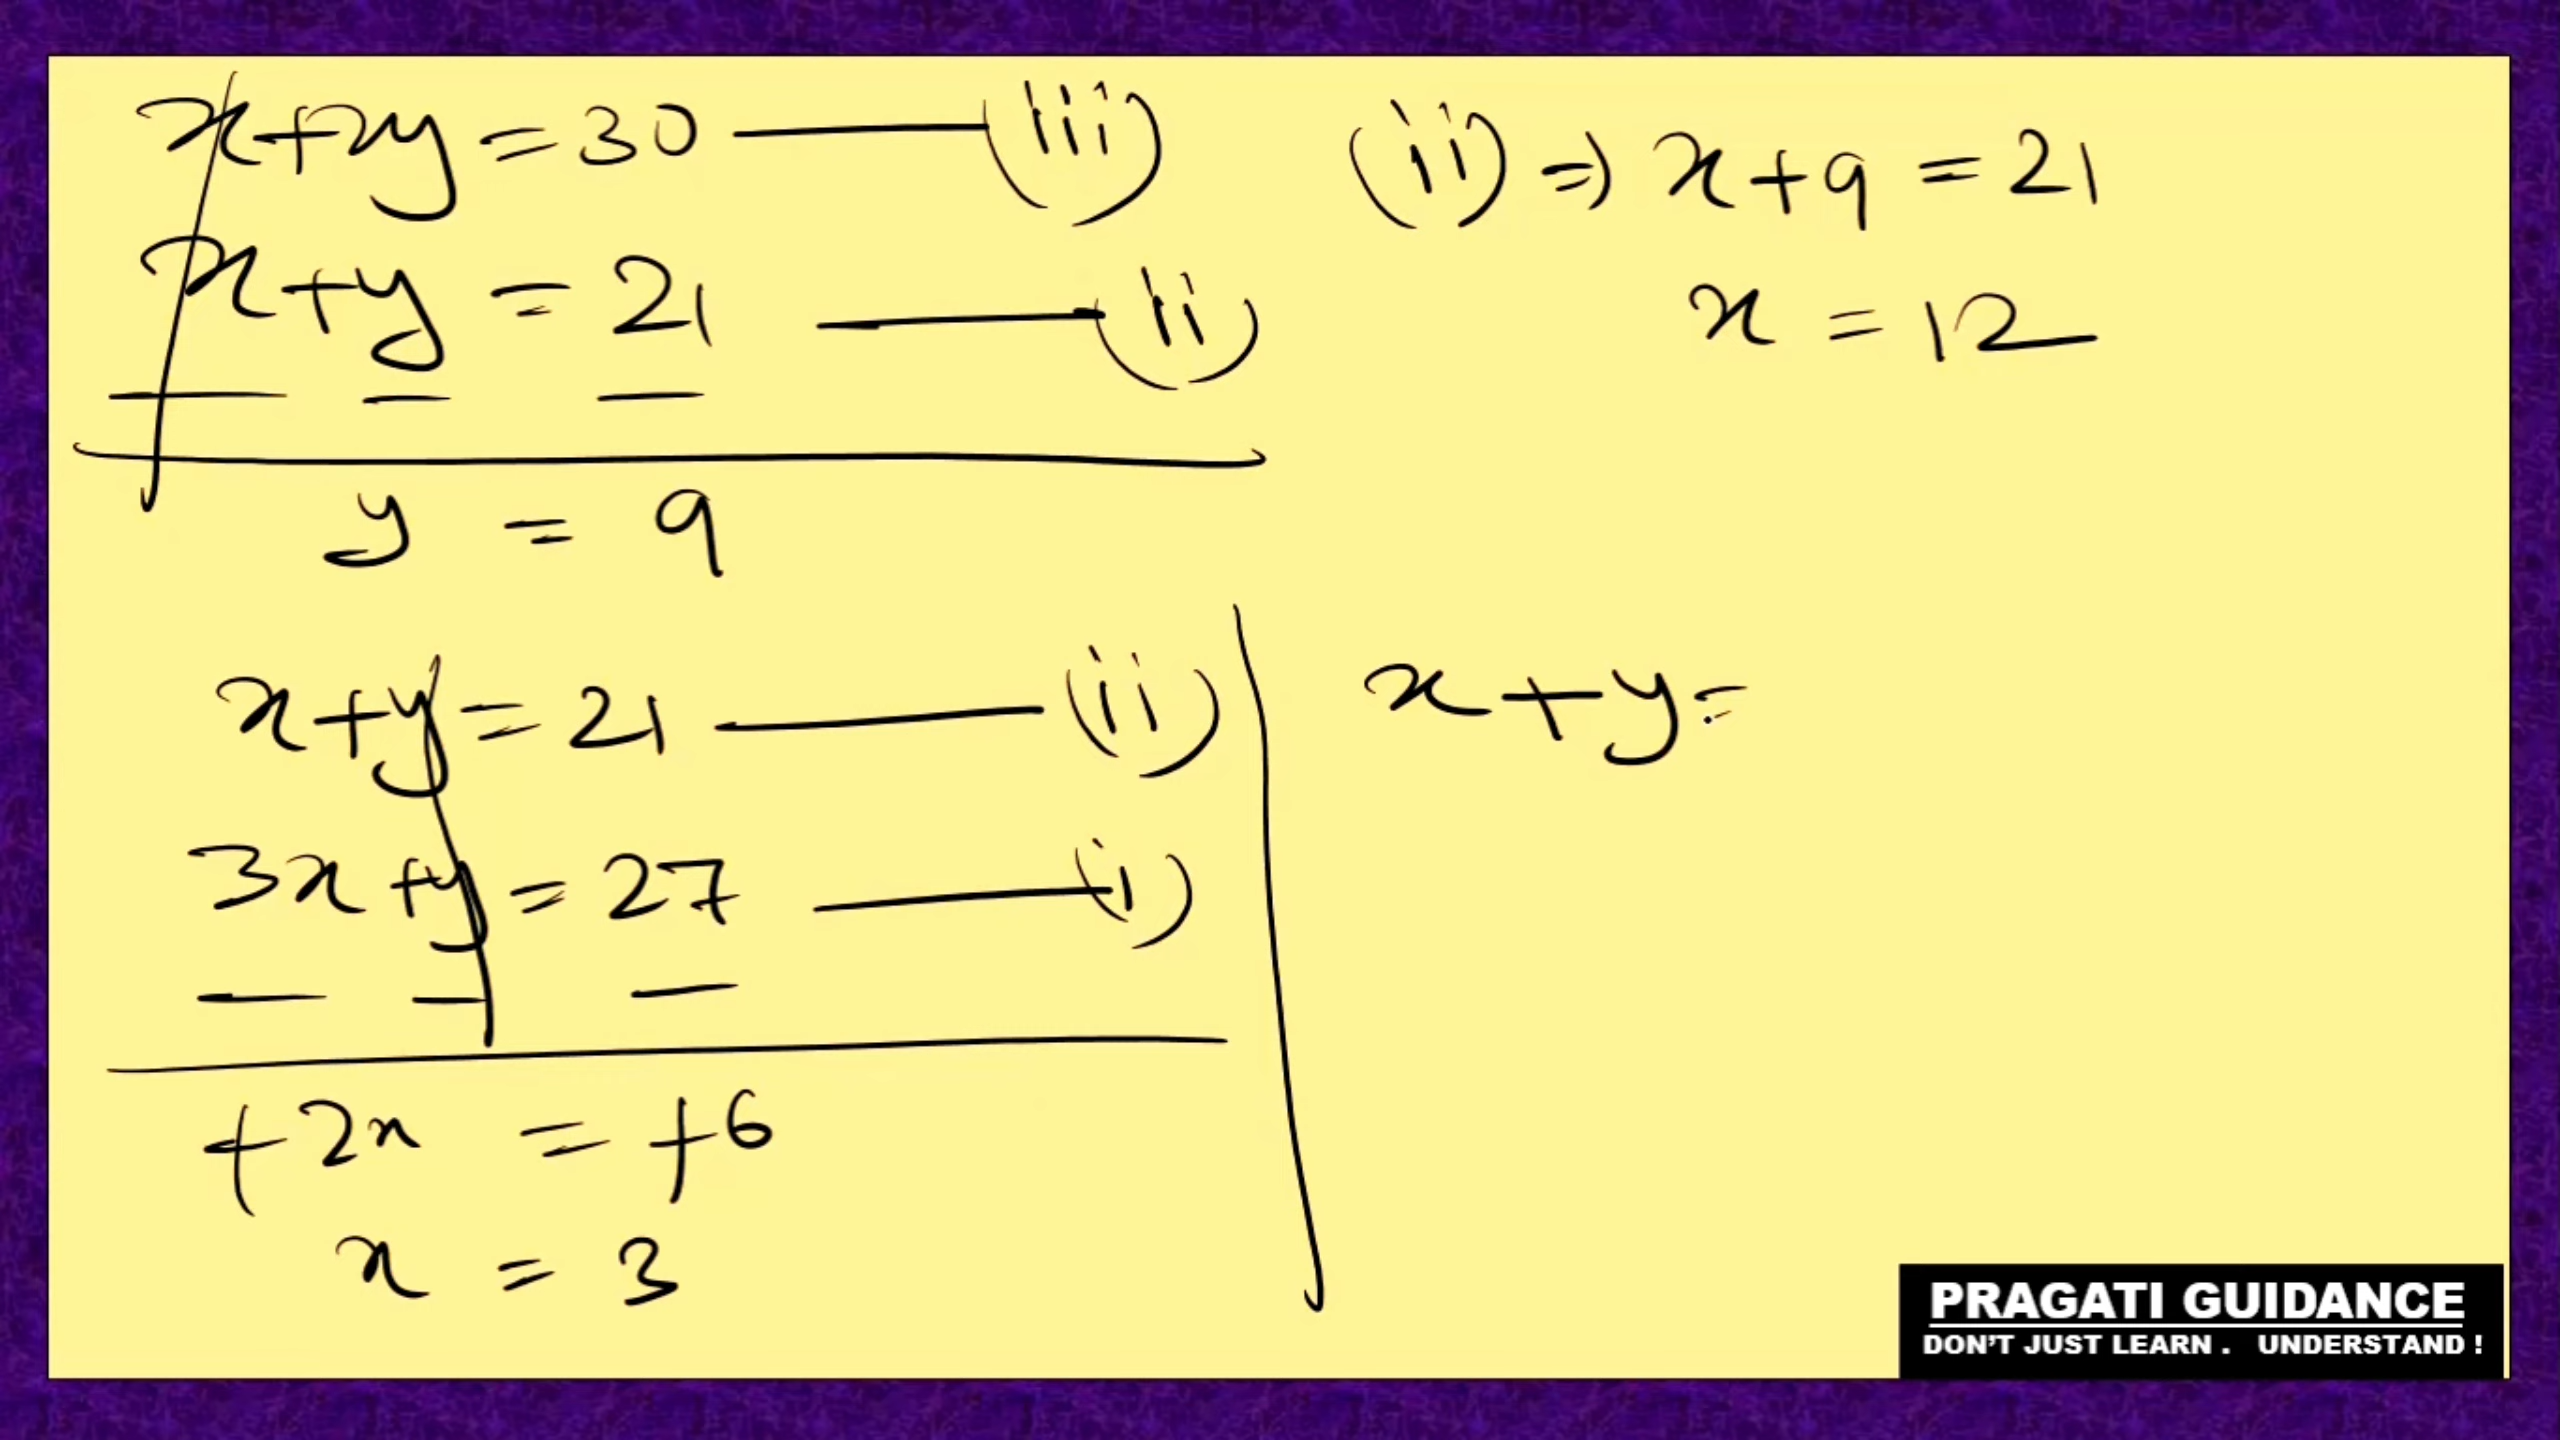 x+2y = 30 — (iii)
x+y = 21 — (ii)
— — —
y = 9
(ii) ⇒ x+9 = 21
x = 12
x+y = 21 — (ii)
3x+y = 27 — (i)
— — —
+2x = +6
x = 3
x+y=
PRAGATI GUIDANCE
DON'T JUST LEARN . UNDERSTAND !